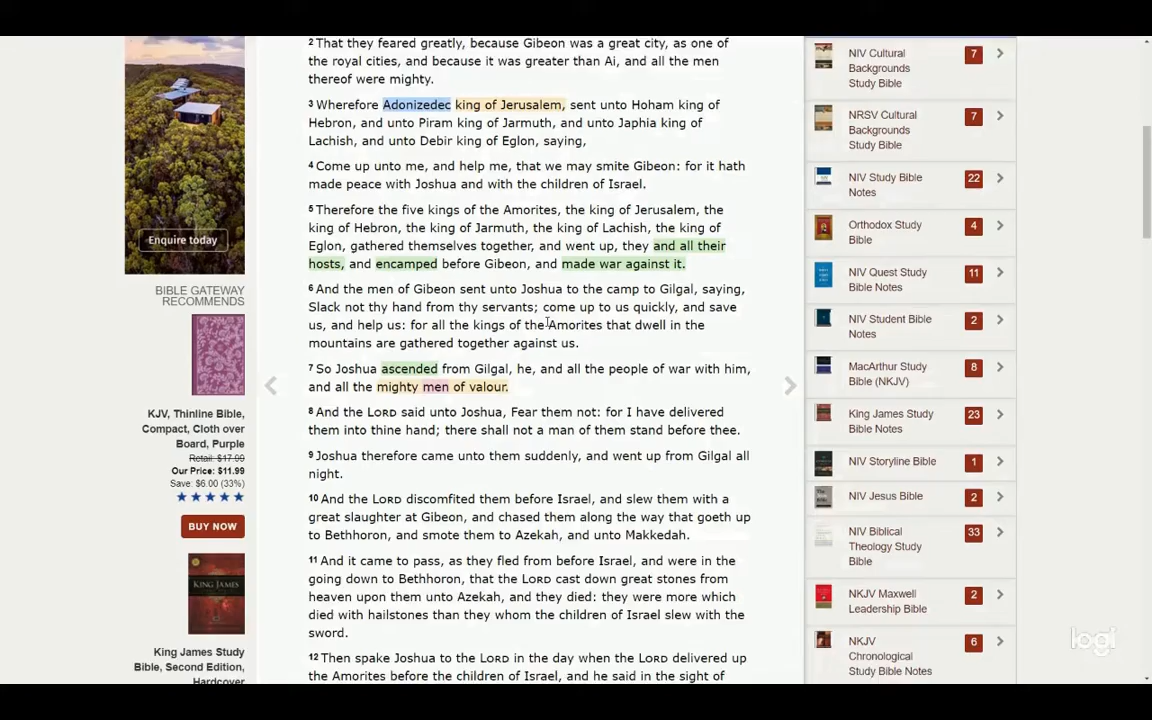 Enquire today
BIBLE GATEWAY
RECOMMENDS
KJV, Thinline Bible,
Compact, Cloth over
Board, Purple
Retail: $17.99
Our Price: $11.99
Save: $6.00 (33%)
BUY NOW
KING JAMES
King James Study
Bible, Second Edition,
Hardcover
2 That they feared greatly, because Gibeon was a great city, as one of
the royal cities, and because it was greater than Ai, and all the men
thereof were mighty.
3 Wherefore Adonizedec king of Jerusalem, sent unto Hoham king of
Hebron, and unto Piram king of Jarmuth, and unto Japhia king of
Lachish, and unto Debir king of Eglon, saying,
4 Come up unto me, and help me, that we may smite Gibeon: for it hath
made peace with Joshua and with the children of Israel.
5 Therefore the five kings of the Amorites, the king of Jerusalem, the
king of Hebron, the king of Jarmuth, the king of Lachish, the king of
Eglon, gathered themselves together, and went up, they and all their
hosts, and encamped before Gibeon, and made war against it.
6 And the men of Gibeon sent unto Joshua to the camp to Gilgal, saying,
Slack not thy hand from thy servants; come up to us quickly, and save
us, and help us: for all the kings of the Amorites that dwell in the
mountains are gathered together against us.
7 So Joshua ascended from Gilgal, he, and all the people of war with him,
and all the mighty men of valour.
8 And the LORD said unto Joshua, Fear them not: for I have delivered
them into thine hand; there shall not a man of them stand before thee.
9 Joshua therefore came unto them suddenly, and went up from Gilgal all
night.
10 And the LORD discomfited them before Israel, and slew them with a
great slaughter at Gibeon, and chased them along the way that goeth up
to Bethhoron, and smote them to Azekah, and unto Makkedah.
11 And it came to pass, as they fled from before Israel, and were in the
going down to Bethhoron, that the LORD cast down great stones from
heaven upon them unto Azekah, and they died: they were more which
died with hailstones than they whom the children of Israel slew with the
sword.
12 Then spake Joshua to the LORD in the day when the LORD delivered up
the Amorites before the children of Israel, and he said in the sight of
NIV Cultural
Backgrounds
Study Bible
7
NRSV Cultural
Backgrounds
Study Bible
7
NIV Study Bible
Notes
22
Orthodox Study
Bible
4
NIV Quest Study
Bible Notes
11
NIV Student Bible
Notes
2
MacArthur Study
Bible (NKJV)
8
King James Study
Bible Notes
23
NIV Storyline Bible
1
NIV Jesus Bible
2
NIV Biblical
Theology Study
Bible
33
NKJV Maxwell
Leadership Bible
2
NKJV
Chronological
Study Bible Notes
6
logi